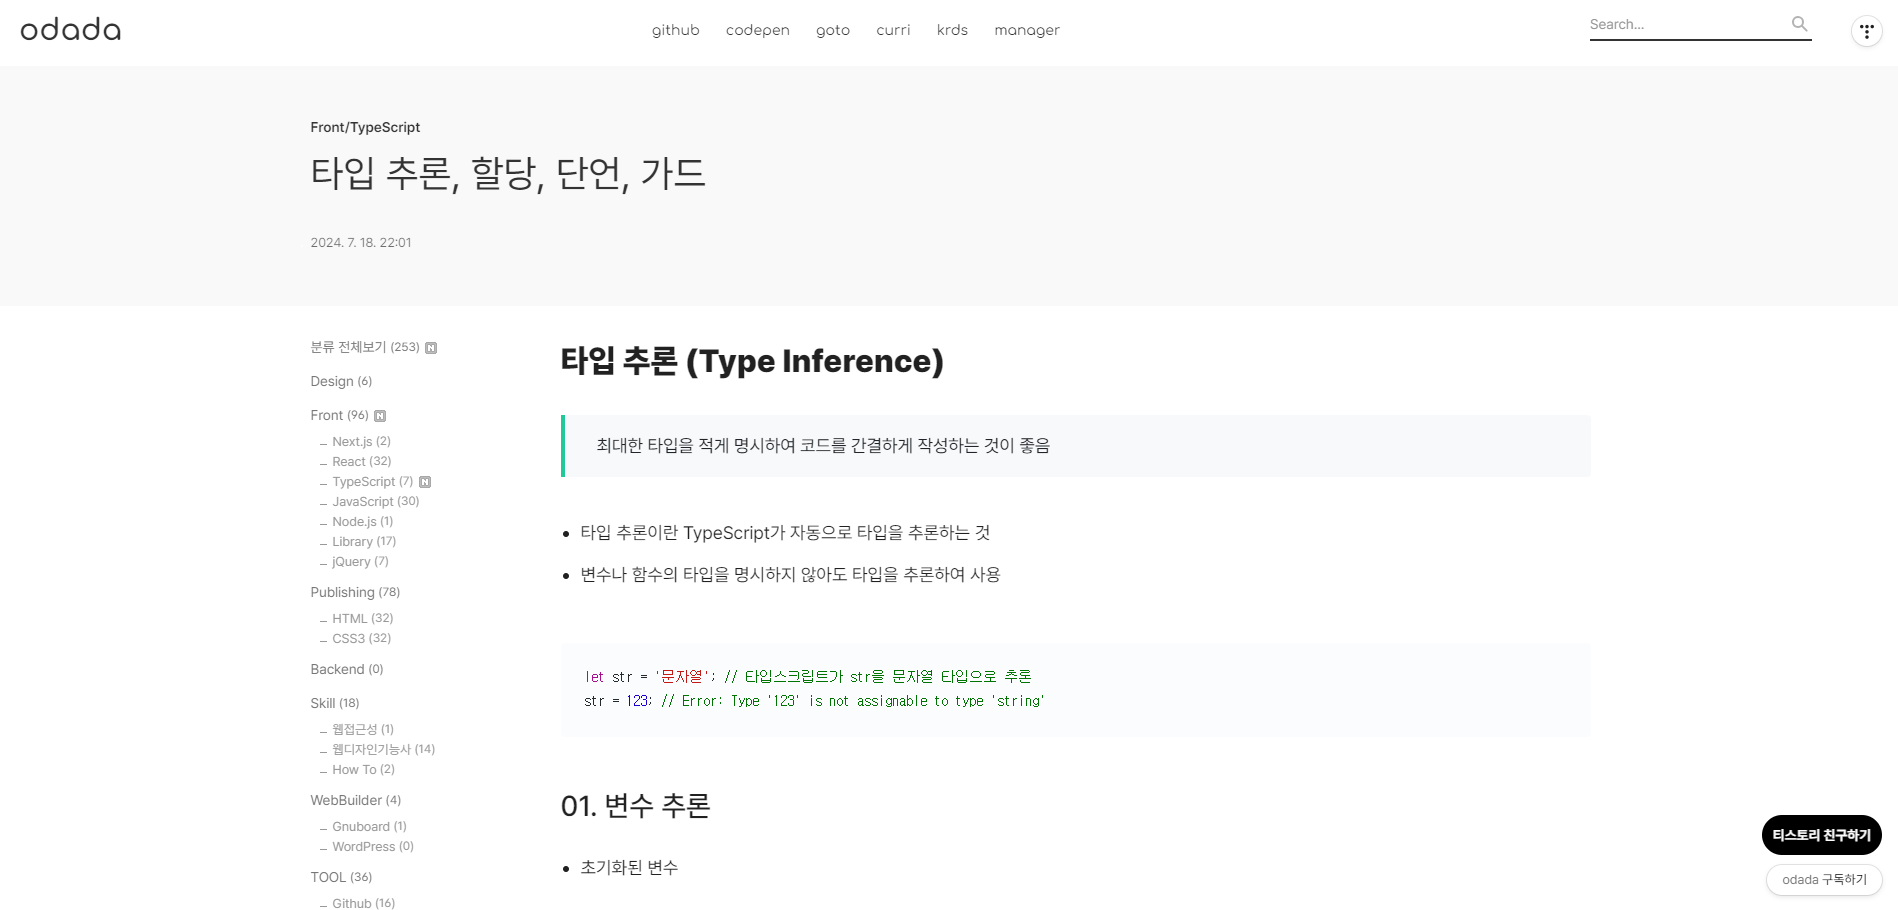 odada
github codepen goto curri krds manager
Search...
Front/TypeScript
타입 추론, 할당, 단언, 가드
2024. 7. 18. 22:01
분류 전체보기 (253) N
Design (6)
Front (96) N
Next.js (2)
React (32)
TypeScript (7) N
JavaScript (30)
Node.js (1)
Library (17)
jQuery (7)
Publishing (78)
HTML (32)
CSS3 (32)
Backend (0)
Skill (18)
웹접근성 (1)
웹디자인기능사 (14)
How To (2)
WebBuilder (4)
Gnuboard (1)
WordPress (0)
TOOL (36)
Github (16)
타입 추론 (Type Inference)
최대한 타입을 적게 명시하여 코드를 간결하게 작성하는 것이 좋음
타입 추론이란 TypeScript가 자동으로 타입을 추론하는 것
변수나 함수의 타입을 명시하지 않아도 타입을 추론하여 사용
let str = '문자열'; // 타입스크립트가 str을 문자열 타입으로 추론
str = 123; // Error: Type '123' is not assignable to type 'string'
01. 변수 추론
초기화된 변수
티스토리 친구하기
odada 구독하기